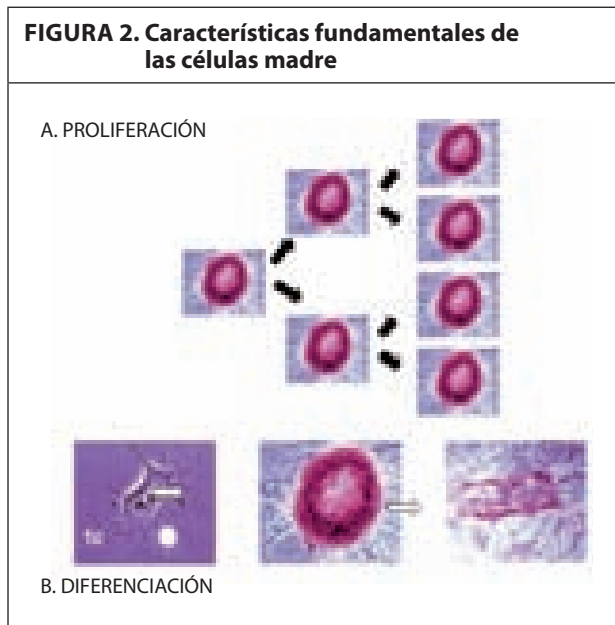 FIGURA 2. Características fundamentales de
las células madre
A. PROLIFERACIÓN
B. DIFERENCIACIÓN